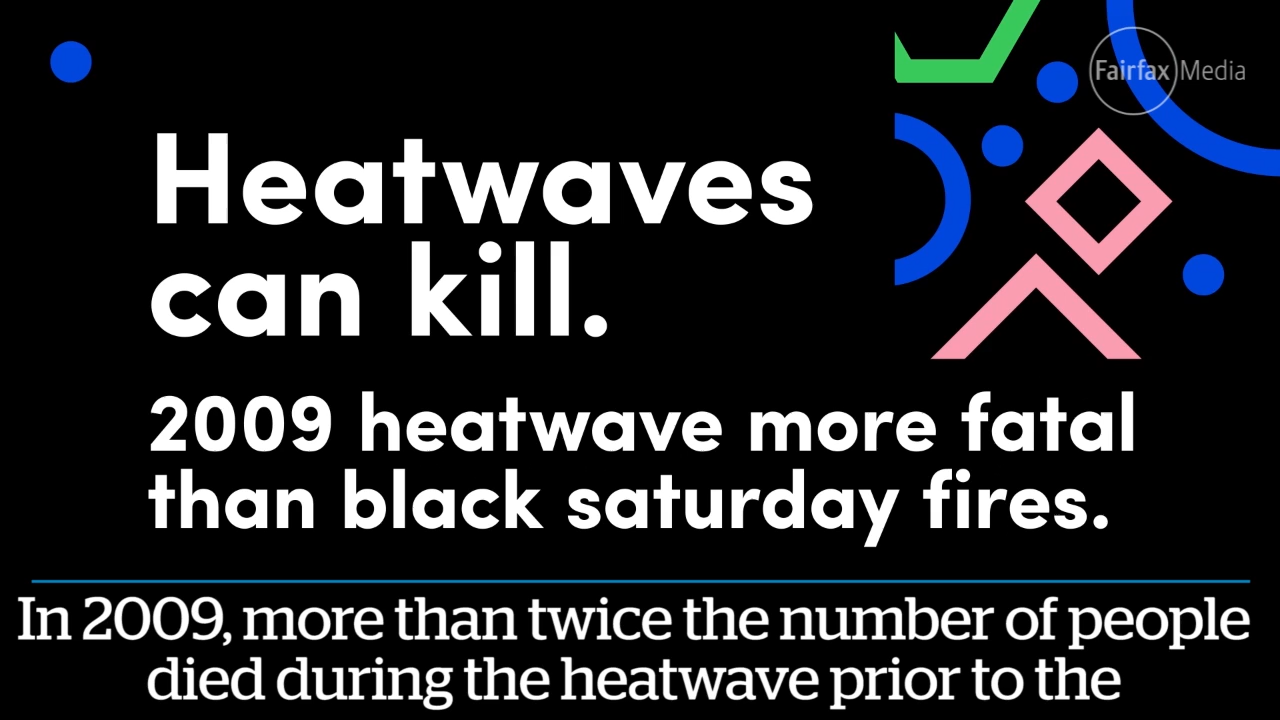 Fairfax Media
Heatwaves
can kill.
2009 heatwave more fatal
than black saturday fires.
In 2009, more than twice the number of people
died during the heatwave prior to the